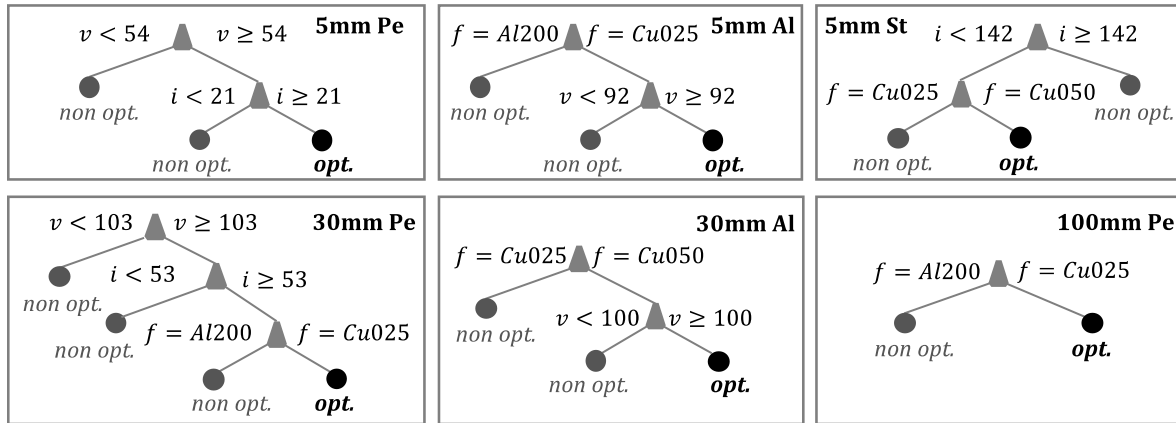 v < 54 v ≥ 54 5mm Pe
i < 21 i ≥ 21
non opt.
non opt. opt.
f = Al200 f = Cu025 5mm Al
v < 92 v ≥ 92
non opt.
non opt. opt.
5mm St i < 142 i ≥ 142
f = Cu025 f = Cu050
non opt.
non opt. opt.
v < 103 v ≥ 103 30mm Pe
i < 53 i ≥ 53
non opt.
f = Al200 f = Cu025
non opt.
non opt. opt.
30mm Al
f = Cu025 f = Cu050
v < 100 v ≥ 100
non opt.
non opt. opt.
100mm Pe
f = Al200 f = Cu025
non opt. opt.